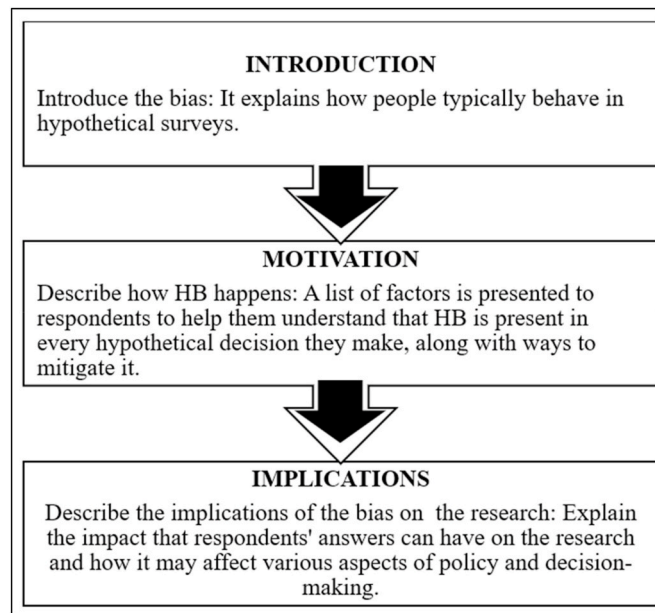 INTRODUCTION
Introduce the bias: It explains how people typically behave in
hypothetical surveys.
MOTIVATION
Describe how HB happens: A list of factors is presented to
respondents to help them understand that HB is present in
every hypothetical decision they make, along with ways to
mitigate it.
IMPLICATIONS
Describe the implications of the bias on the research: Explain
the impact that respondents' answers can have on the research
and how it may affect various aspects of policy and decision-
making.